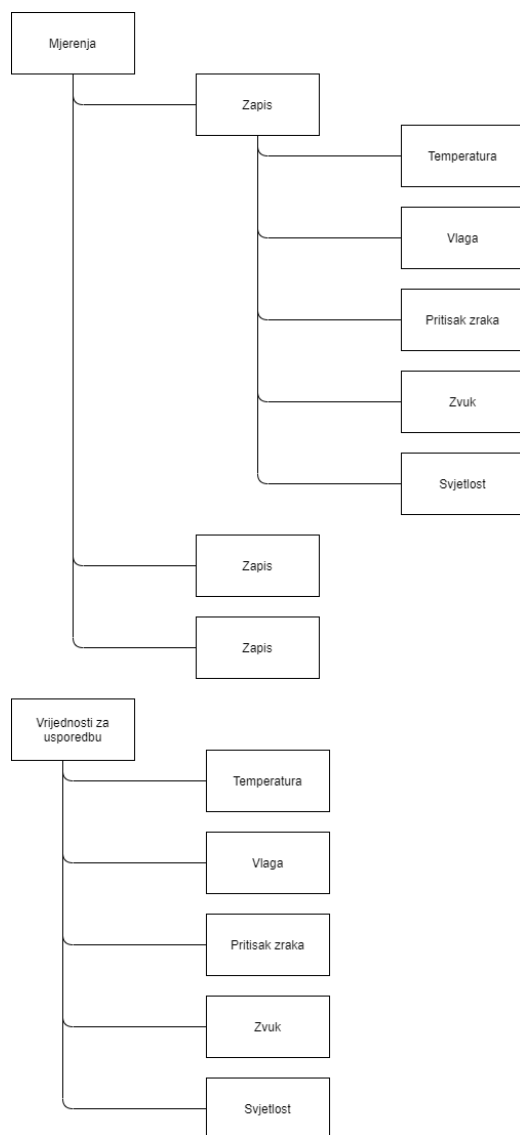 Mjerenja
Zapis
Temperatura
Vlaga
Pritisak zraka
Zvuk
Svjetlost
Zapis
Zapis
Vrijednosti za
usporedbu
Temperatura
Vlaga
Pritisak zraka
Zvuk
Svjetlost